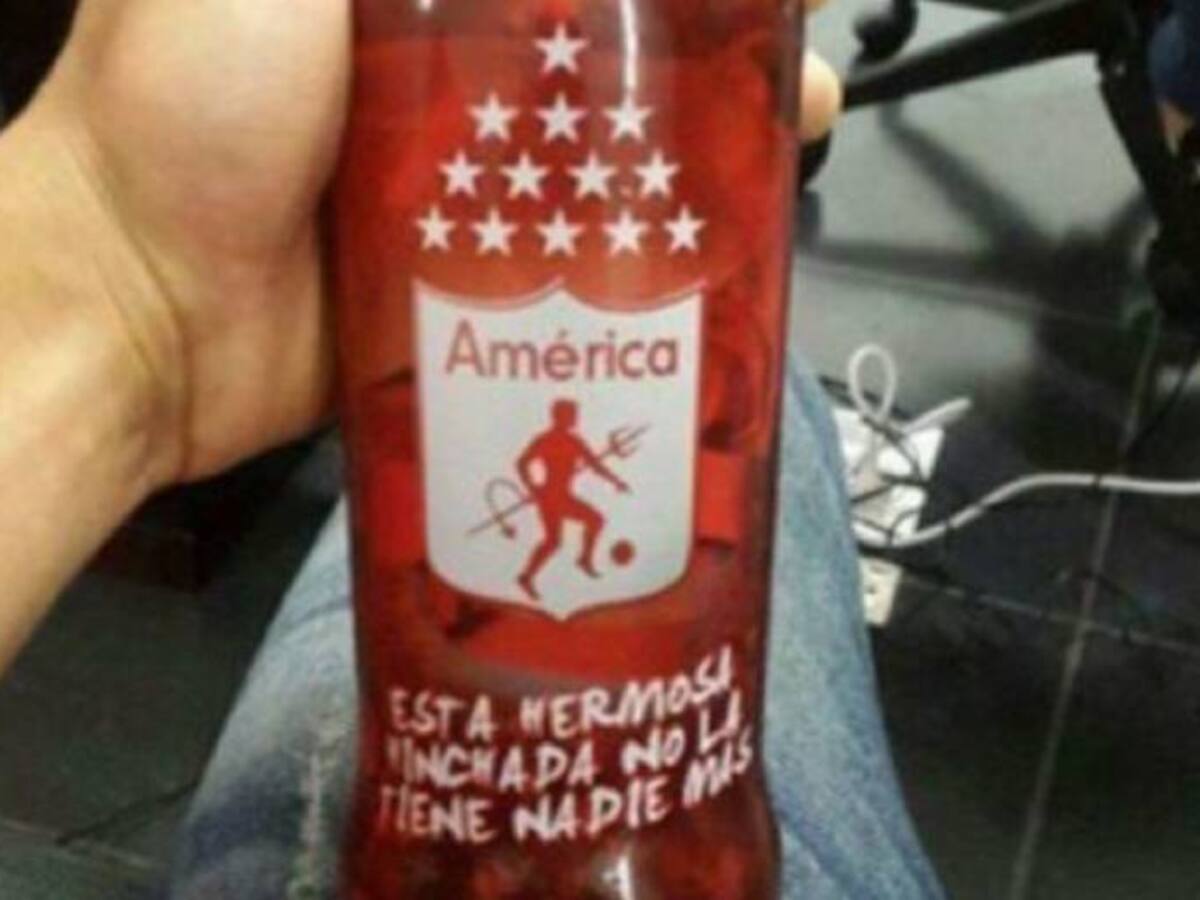 América
ESTA HERMOSA
HINCHADA NO LA
TIENE NADIE MAS